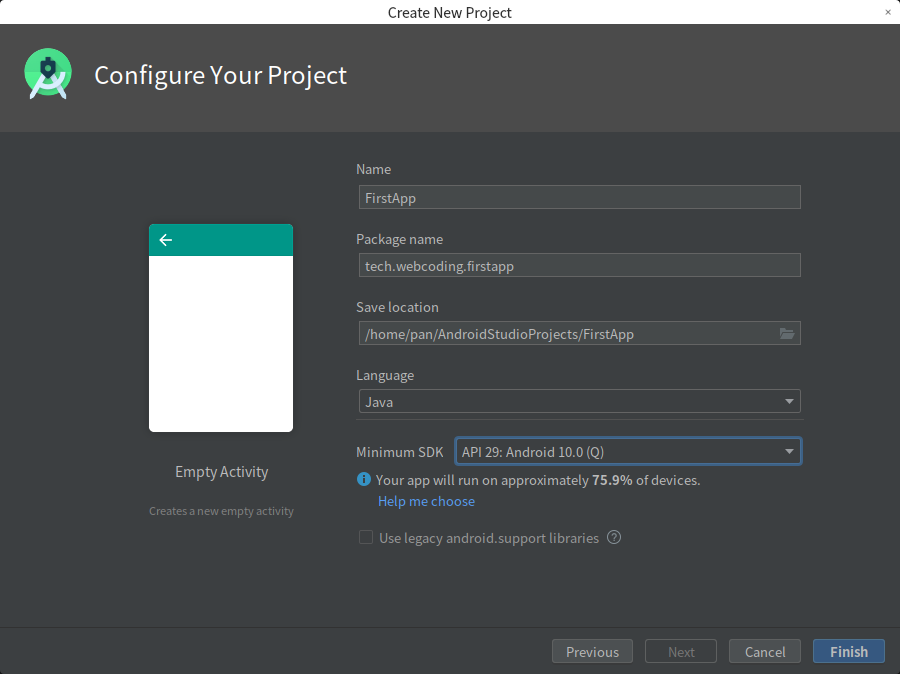 Create New Project
Configure Your Project
Name
FirstApp
Package name
tech.webcoding.firstapp
Save location
/home/pan/AndroidStudioProjects/FirstApp
Language
Java
Minimum SDK API 29: Android 10.0 (Q)
Your app will run on approximately 75.9% of devices.
Help me choose
Use legacy android.support libraries
Empty Activity
Creates a new empty activity
Previous Next Cancel Finish